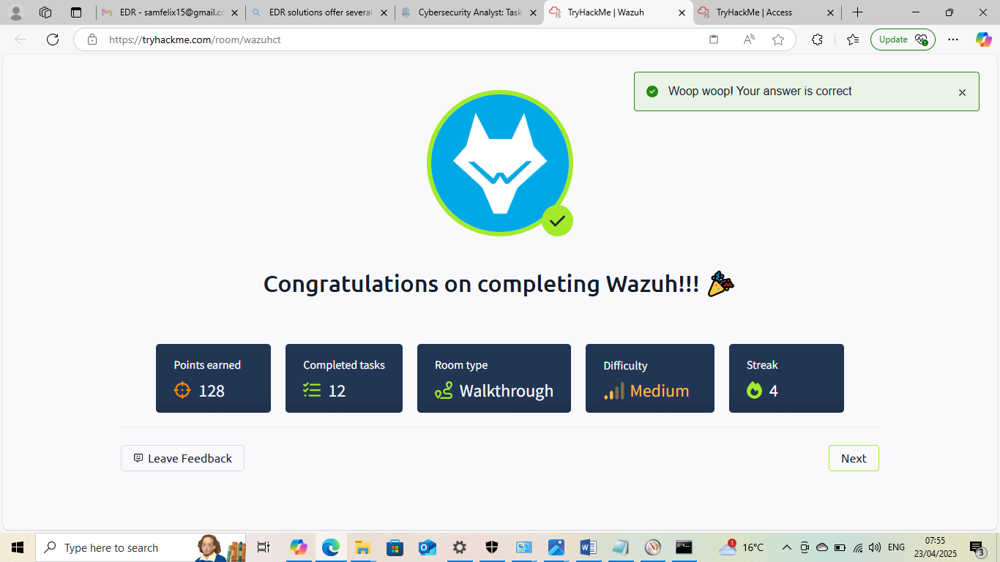 EDR - samfelix15@gmail.cc
EDR solutions offer several
Cybersecurity Analyst: Task
TryHackMe | Wazuh
TryHackMe | Access
https://tryhackme.com/room/wazuhct
Update
Woop woop! Your answer is correct
Congratulations on completing Wazuh!!!
Points earned
128
Completed tasks
12
Room type
Walkthrough
Difficulty
Medium
Streak
4
Leave Feedback
Next
Type here to search
1
16°C
ENG
07:55
23/04/2025
3